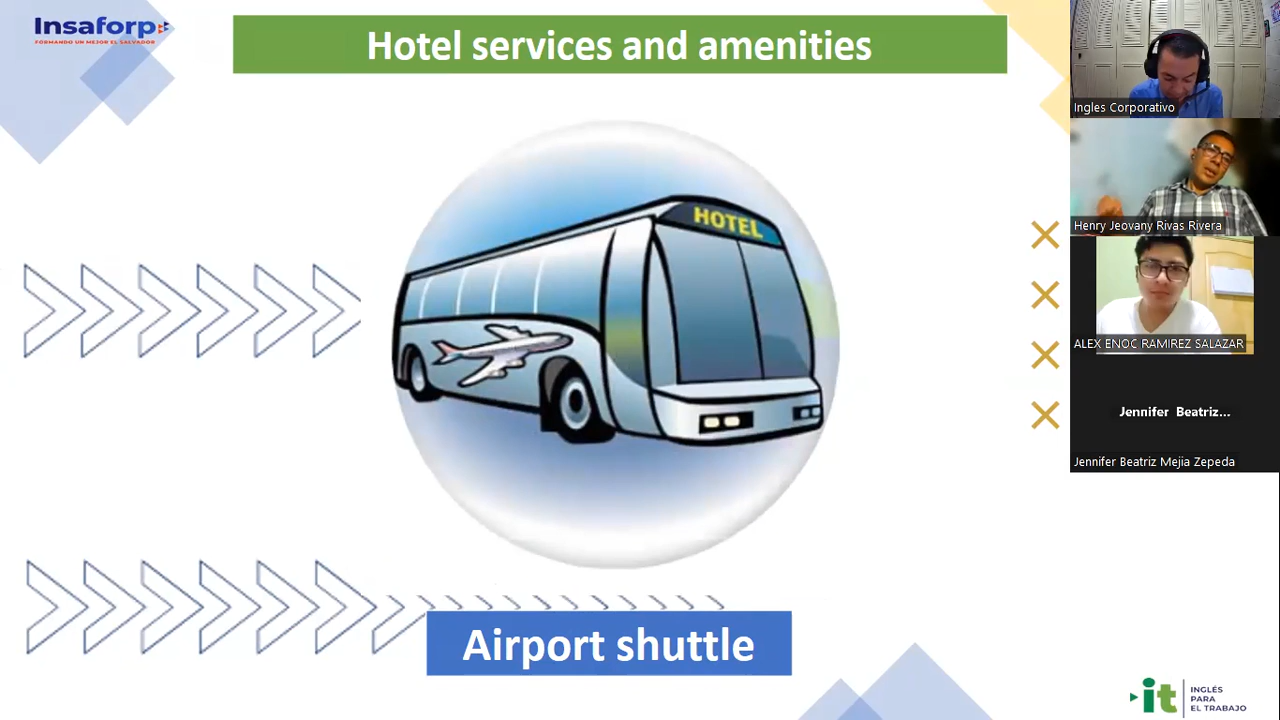 Insaforp
FORMANDO UN MEJOR EL SALVADOR
Hotel services and amenities
HOTEL
Airport shuttle
Ingles Corporativo
Henry Jeovany Rivas Rivera
ALEX ENOC RAMIREZ SALAZAR
Jennifer Beatriz...
Jennifer Beatriz Mejia Zepeda
it
INGLÉS
PARA
EL TRABAJO